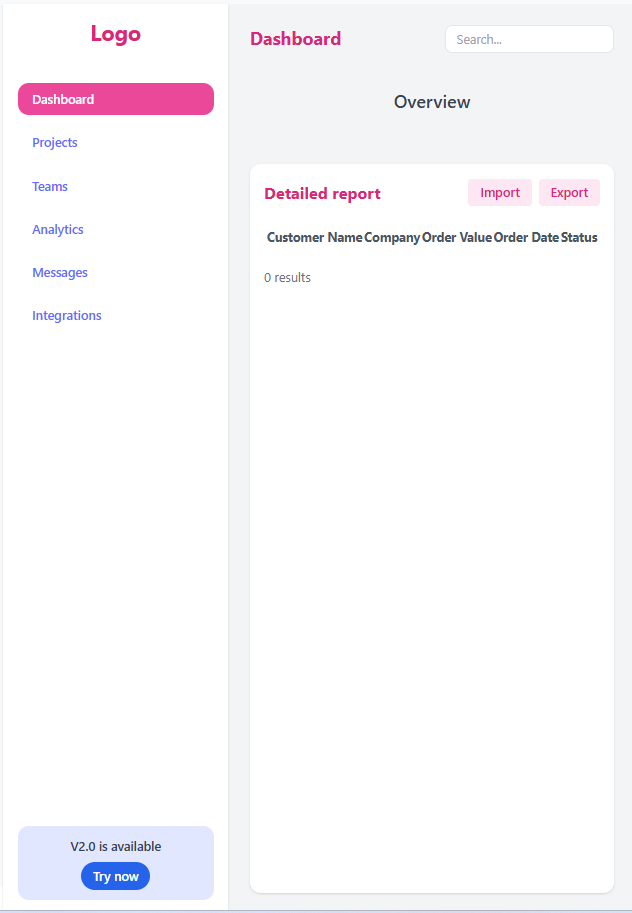 Logo
Dashboard
Projects
Teams
Analytics
Messages
Integrations
V2.0 is available
Try now
Dashboard
Search...
Overview
Detailed report
Import
Export
Customer Name Company Order Value Order Date Status
0 results